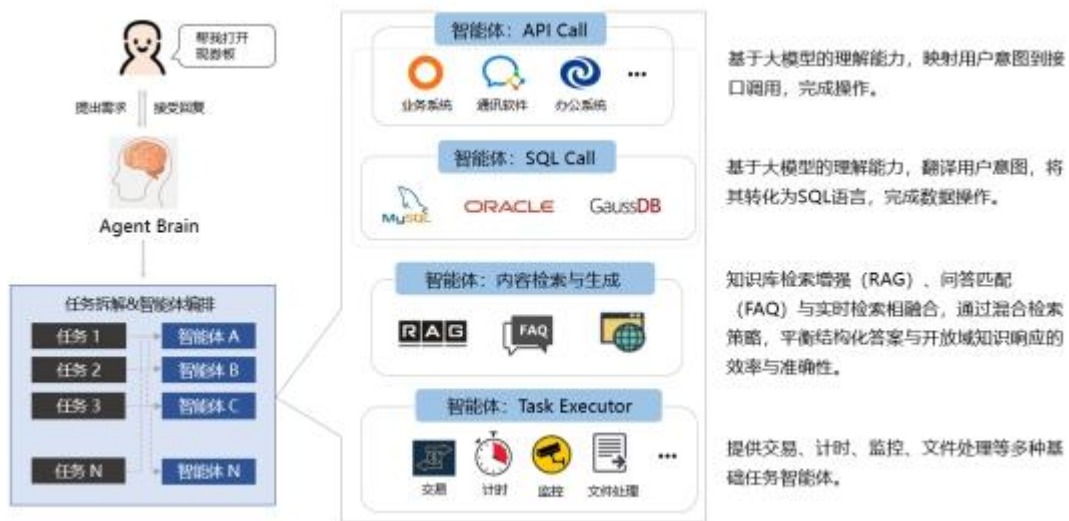 帮我打开
现券板
提出需求
接受回复
Agent Brain
任务拆解&智能体编排
任务 1
智能体 A
任务 2
智能体 B
任务 3
智能体 C
任务 N
智能体 N
智能体：API Call
业务系统
通讯软件
办公系统
...
基于大模型的理解能力，映射用户意图到接
口调用，完成操作。
智能体：SQL Call
MySQL
ORACLE
GaussDB
基于大模型的理解能力，翻译用户意图，将
其转化为SQL语言，完成数据操作。
智能体：内容检索与生成
RAG
FAQ
知识库检索增强（RAG）、问答匹配
（FAQ）与实时检索相融合，通过混合检索
策略，平衡结构化答案与开放域知识响应的
效率与准确性。
智能体：Task Executor
交易
计时
监控
文件处理
...
提供交易、计时、监控、文件处理等多种基
础任务智能体。